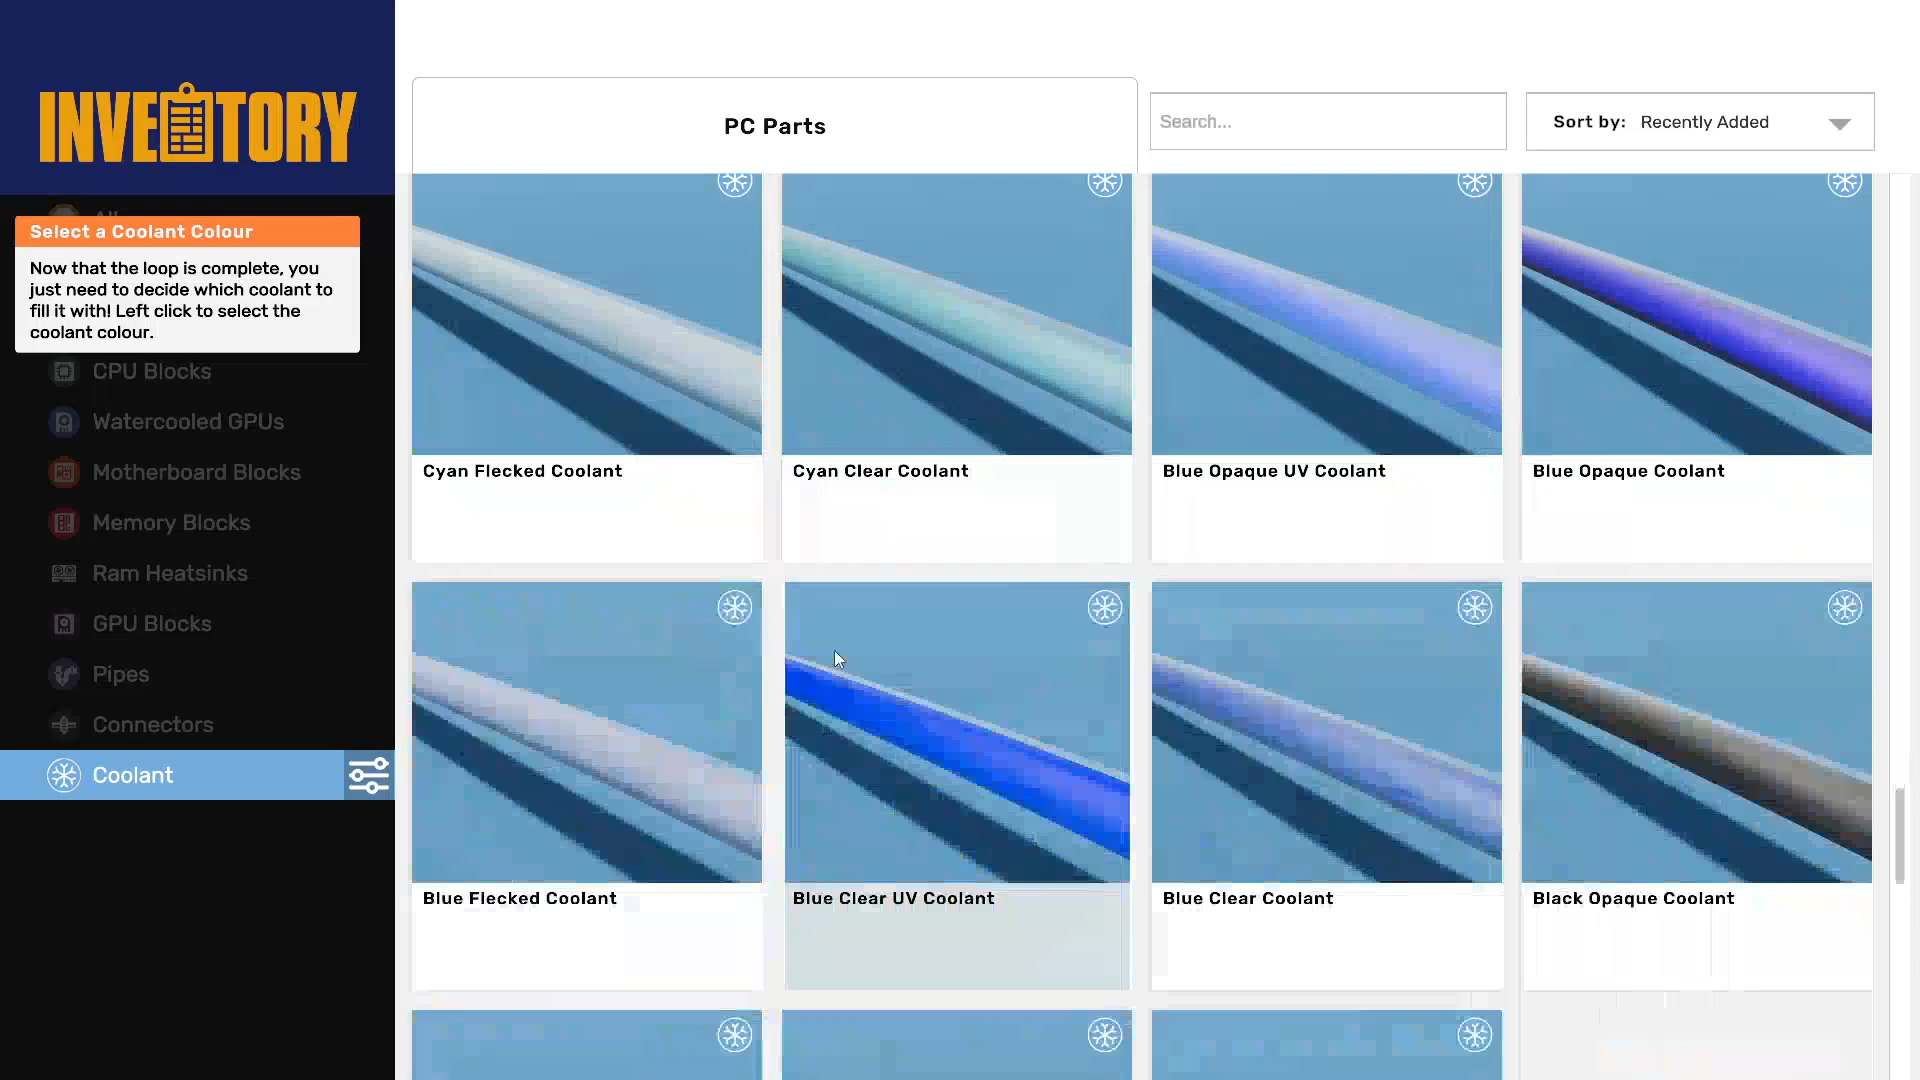 INVENTORY
PC Parts
Search...
Sort by: Recently Added
All
Select a Coolant Colour
Now that the loop is complete, you
just need to decide which coolant to
fill it with! Left click to select the
coolant colour.
CPU Blocks
Watercooled GPUs
Motherboard Blocks
Memory Blocks
Ram Heatsinks
GPU Blocks
Pipes
Connectors
Coolant
Cyan Flecked Coolant
Cyan Clear Coolant
Blue Opaque UV Coolant
Blue Opaque Coolant
Blue Flecked Coolant
Blue Clear UV Coolant
Blue Clear Coolant
Black Opaque Coolant